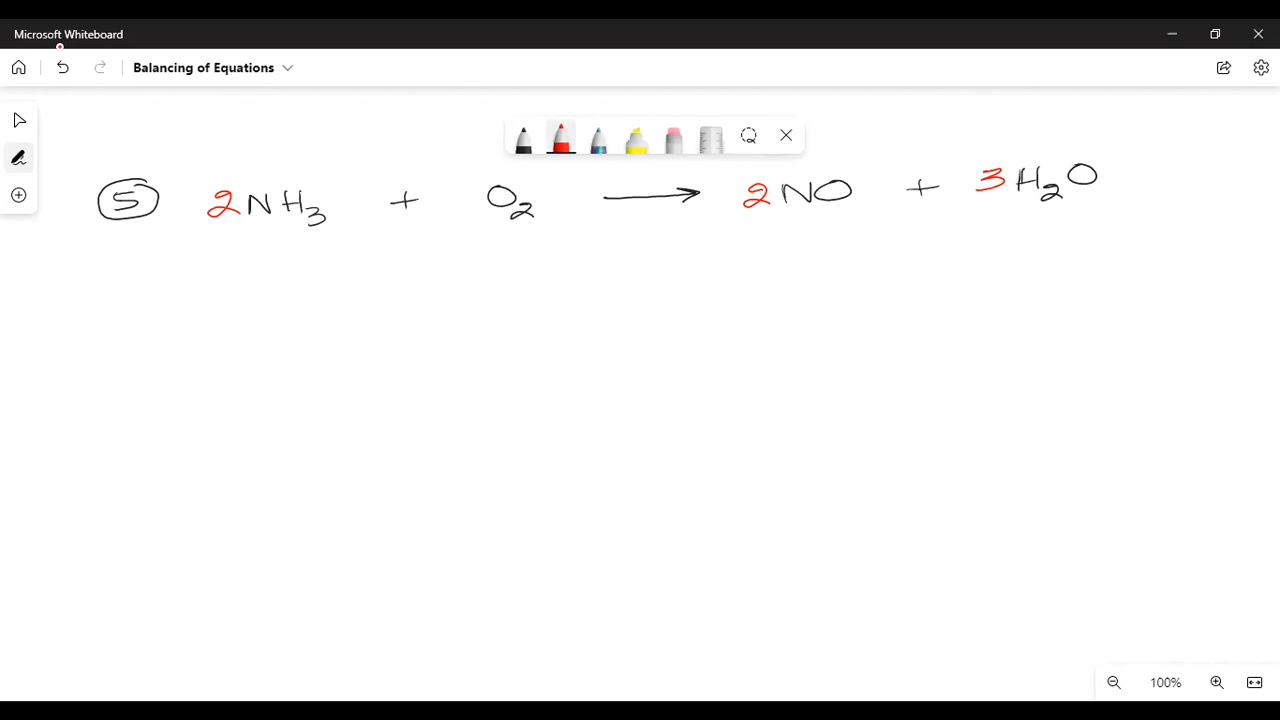 Microsoft Whiteboard
Balancing of Equations
5 2NH₃ + O₂ → 2NO + 3H₂O
100%